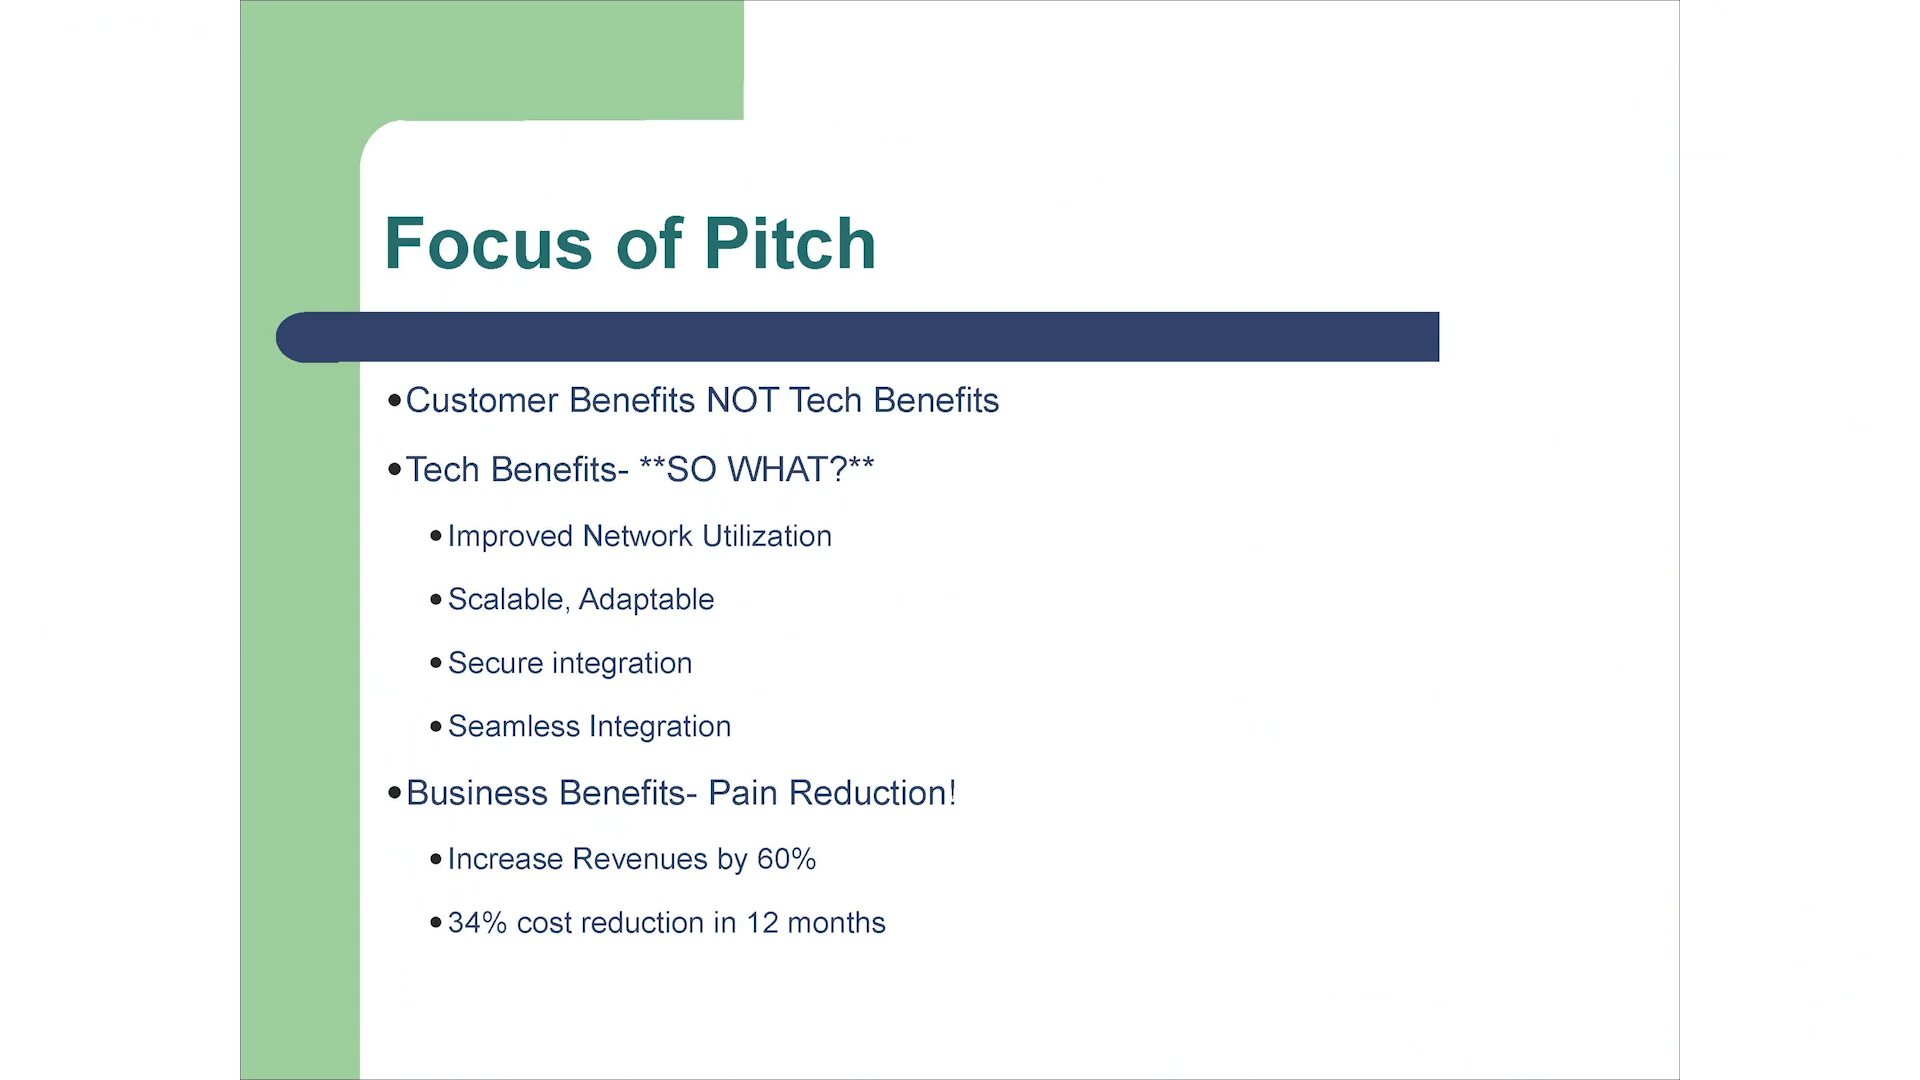 Focus of Pitch
•Customer Benefits NOT Tech Benefits
•Tech Benefits- **SO WHAT?**
•Improved Network Utilization
•Scalable, Adaptable
•Secure integration
•Seamless Integration
•Business Benefits- Pain Reduction!
•Increase Revenues by 60%
•34% cost reduction in 12 months